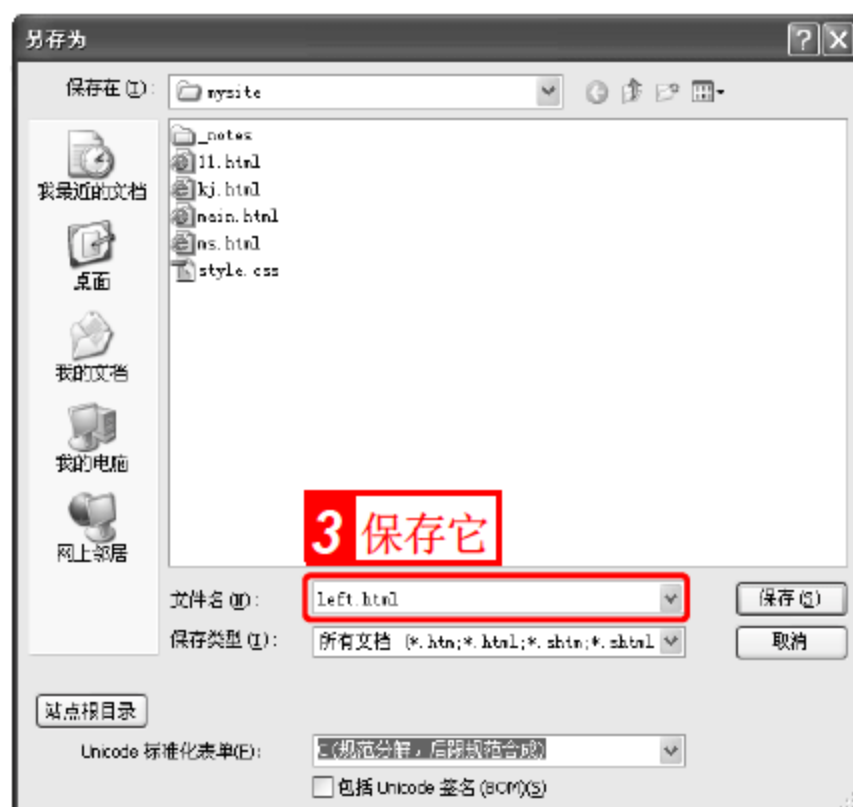 另存为
保存在(I):
mysite
_notes
11.html
kj.html
main.html
ms.html
style.css
我最近的文档
桌面
我的文档
我的电脑
网上邻居
3 保存它
文件名(N):
left.html
保存(S)
保存类型(T):
所有文档 (*.htm;*.html;*.shtm;*.shtml
取消
站点根目录
Unicode 标准化表单(F):
C(规范分解,后跟规范合成)
包括 Unicode 签名 (BOM)(S)